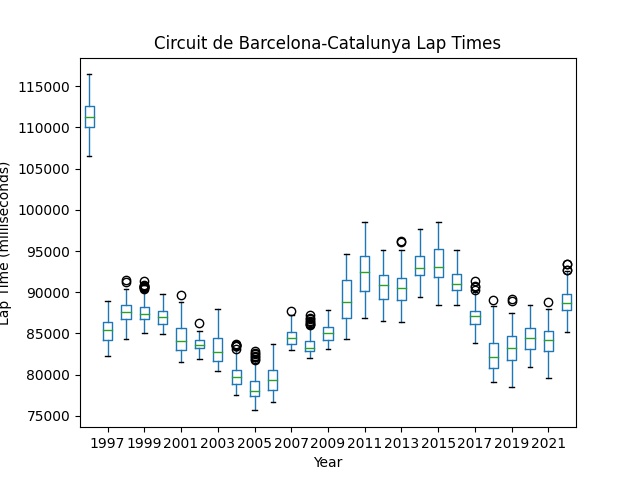 Circuit de Barcelona-Catalunya Lap Times
Lap Time (milliseconds)
115000
110000
105000
100000
95000
90000
85000
80000
75000
1997 1999 2001 2003 2005 2007 2009 2011 2013 2015 2017 2019 2021
Year